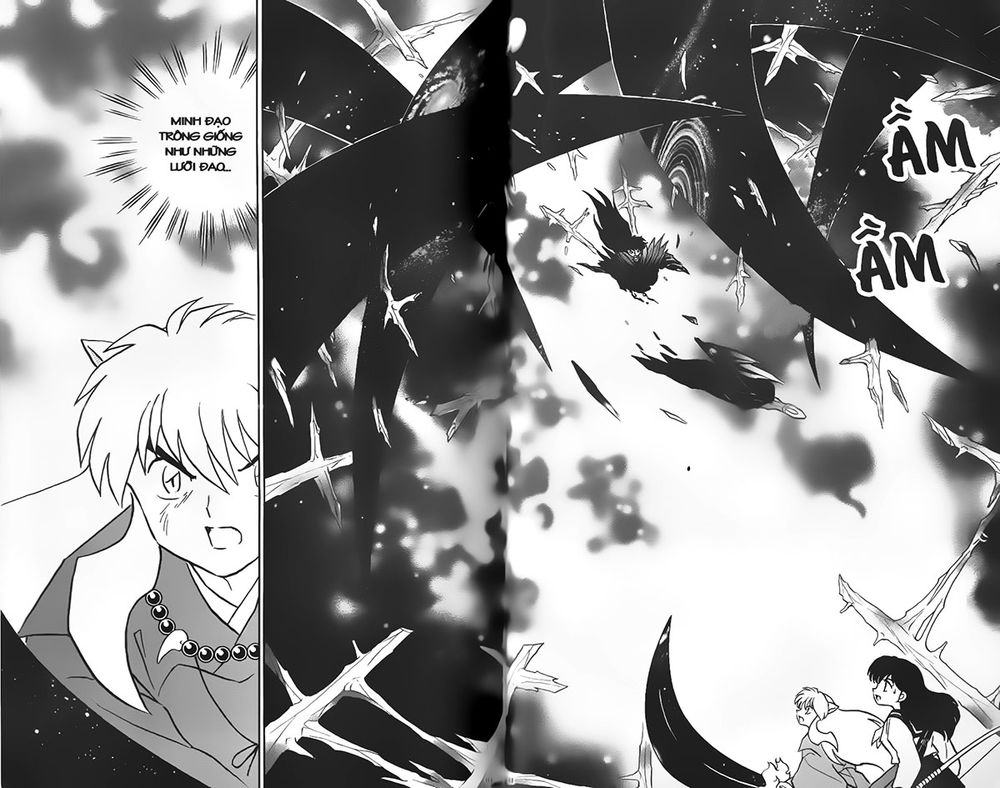 MINH ĐẠO
TRÔNG GIỐNG
NHƯ NHỮNG
LƯỠI ĐAO...
ẦM
ẦM